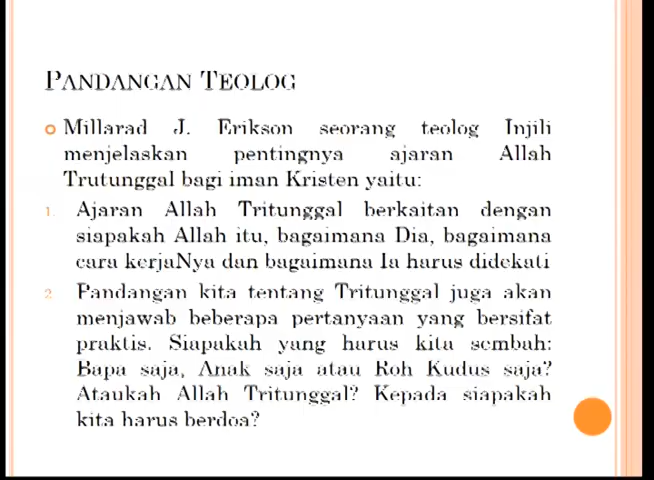 PANDANGAN TEOLOG
Millarad J. Erikson seorang teolog Injili
menjelaskan pentingnya ajaran Allah
Trutunggal bagi iman Kristen yaitu:
1. Ajaran Allah Tritunggal berkaitan dengan
siapakah Allah itu, bagaimana Dia, bagaimana
cara kerjaNya dan bagaimana Ia harus didekati
2. Pandangan kita tentang Tritunggal juga akan
menjawab beberapa pertanyaan yang bersifat
praktis. Siapakah yang harus kita sembah:
Bapa saja, Anak saja atau Roh Kudus saja?
Ataukah Allah Tritunggal? Kepada siapakah
kita harus berdoa?